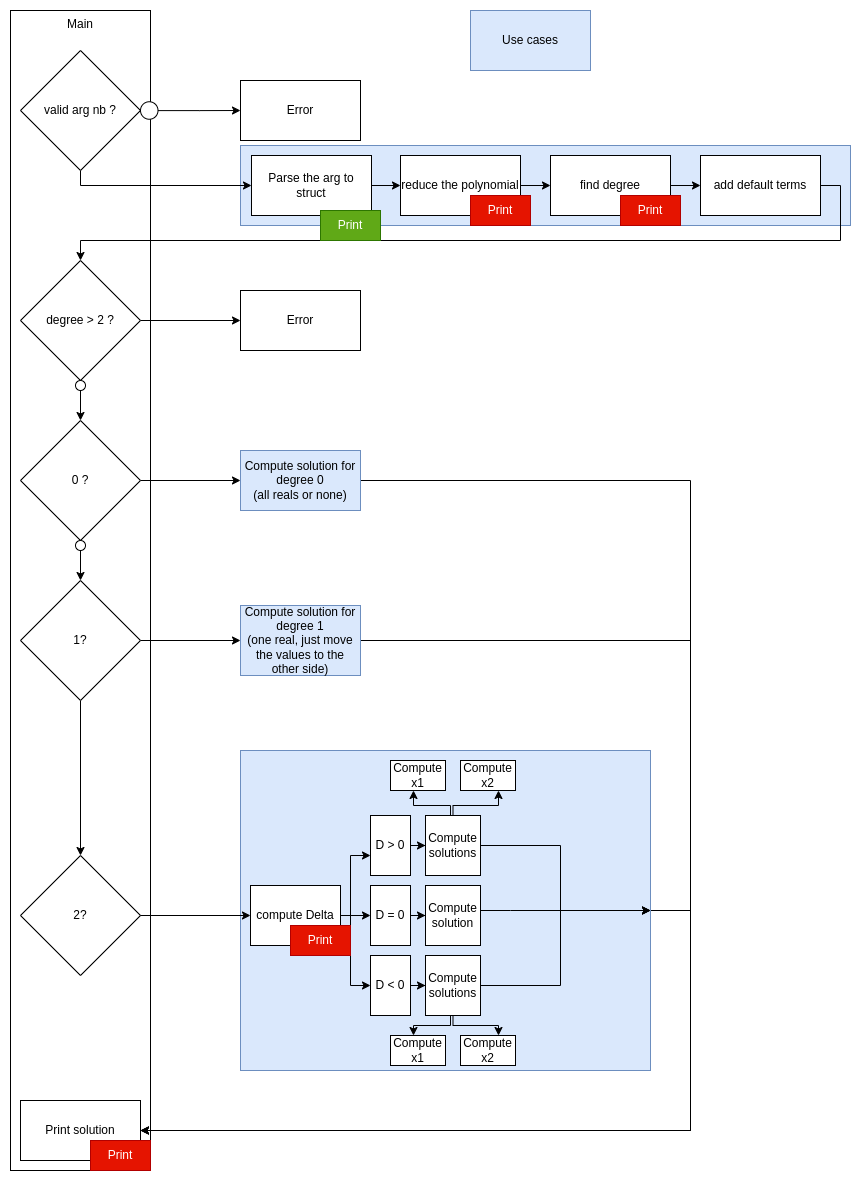 Main
Use cases
valid arg nb ?
Error
Parse the arg to
struct
reduce the polynomial
find degree
add default terms
Print
Print
Print
degree > 2 ?
Error
0 ?
Compute solution for
degree 0
(all reals or none)
1?
Compute solution for
degree 1
(one real, just move
the values to the
other side)
Compute
x1
Compute
x2
D > 0
Compute
solutions
2?
compute Delta
Print
D = 0
Compute
solution
D < 0
Compute
solutions
Compute
x1
Compute
x2
Print solution
Print